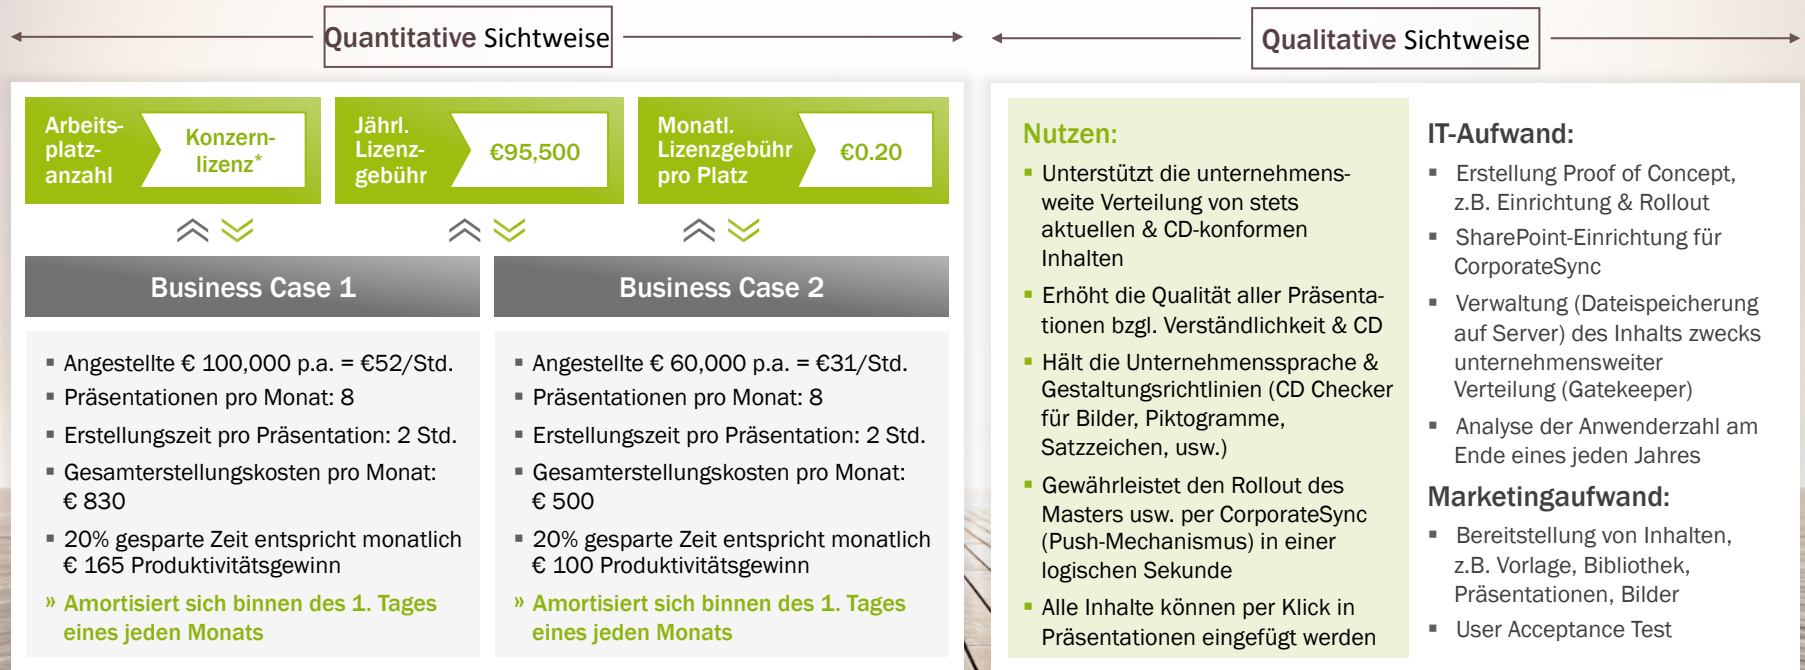 Quantitative Sichtweise
Qualitative Sichtweise
Arbeits-
platz-
anzahl
Konzern-
lizenz*
Jährl.
Lizenz-
gebühr
€95,500
Monatl.
Lizenzgebühr
pro Platz
€0.20
Business Case 1
▪ Angestellte € 100,000 p.a. = €52/Std.
▪ Präsentationen pro Monat: 8
▪ Erstellungszeit pro Präsentation: 2 Std.
▪ Gesamterstellungskosten pro Monat:
€ 830
▪ 20% gesparte Zeit entspricht monatlich
€ 165 Produktivitätsgewinn
» Amortisiert sich binnen des 1. Tages
eines jeden Monats
Business Case 2
▪ Angestellte € 60,000 p.a. = €31/Std.
▪ Präsentationen pro Monat: 8
▪ Erstellungszeit pro Präsentation: 2 Std.
▪ Gesamterstellungskosten pro Monat:
€ 500
▪ 20% gesparte Zeit entspricht monatlich
€ 100 Produktivitätsgewinn
» Amortisiert sich binnen des 1. Tages
eines jeden Monats
Nutzen:
▪ Unterstützt die unternehmens-
weite Verteilung von stets
aktuellen & CD-konformen
Inhalten
▪ Erhöht die Qualität aller Präsenta-
tionen bzgl. Verständlichkeit & CD
▪ Hält die Unternehmenssprache &
Gestaltungsrichtlinien (CD Checker
für Bilder, Piktogramme,
Satzzeichen, usw.)
▪ Gewährleistet den Rollout des
Masters usw. per CorporateSync
(Push-Mechanismus) in einer
logischen Sekunde
▪ Alle Inhalte können per Klick in
Präsentationen eingefügt werden
IT-Aufwand:
▪ Erstellung Proof of Concept,
z.B. Einrichtung & Rollout
▪ SharePoint-Einrichtung für
CorporateSync
▪ Verwaltung (Dateispeicherung
auf Server) des Inhalts zwecks
unternehmensweiter
Verteilung (Gatekeeper)
▪ Analyse der Anwenderzahl am
Ende eines jeden Jahres
Marketingaufwand:
▪ Bereitstellung von Inhalten,
z.B. Vorlage, Bibliothek,
Präsentationen, Bilder
▪ User Acceptance Test